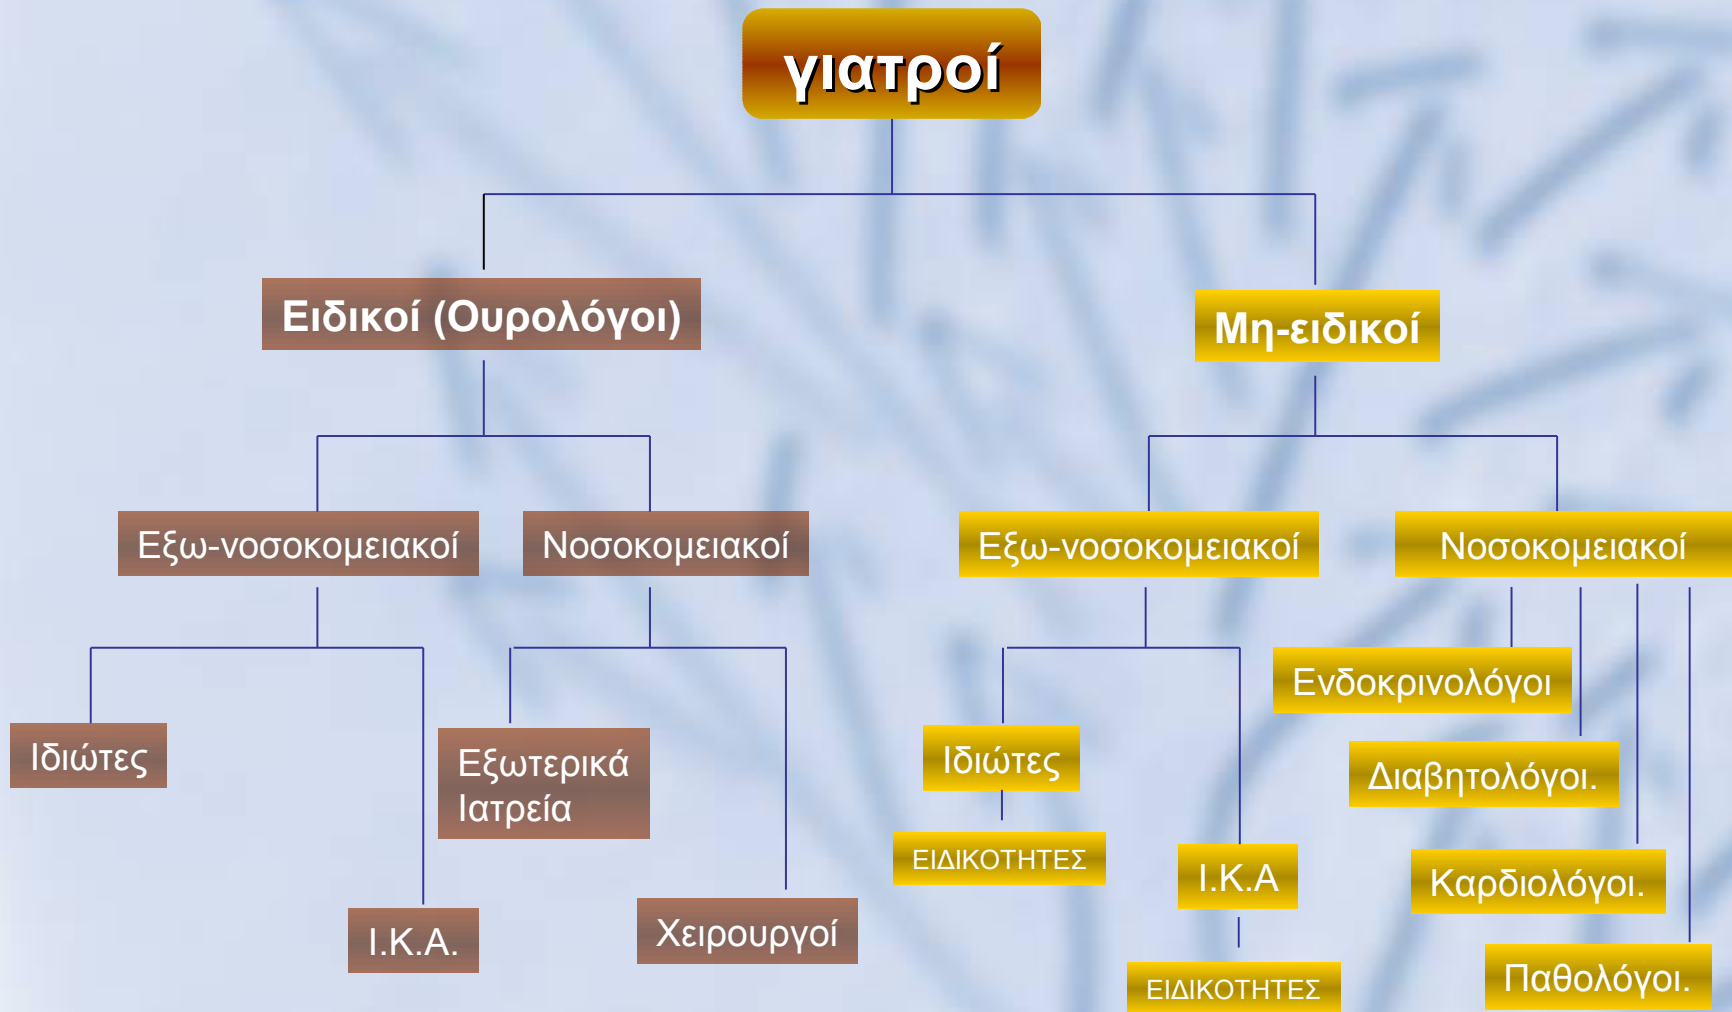 γιατροί
Ειδικοί (Ουρολόγοι)
Μη-ειδικοί
Εξω-νοσοκομειακοί
Νοσοκομειακοί
Εξω-νοσοκομειακοί
Νοσοκομειακοί
Ιδιώτες
Ι.Κ.Α.
Εξωτερικά
Ιατρεία
Χειρουργοί
Ιδιώτες
ΕΙΔΙΚΟΤΗΤΕΣ
Ι.Κ.Α
ΕΙΔΙΚΟΤΗΤΕΣ
Ενδοκρινολόγοι
Διαβητολόγοι.
Καρδιολόγοι.
Παθολόγοι.